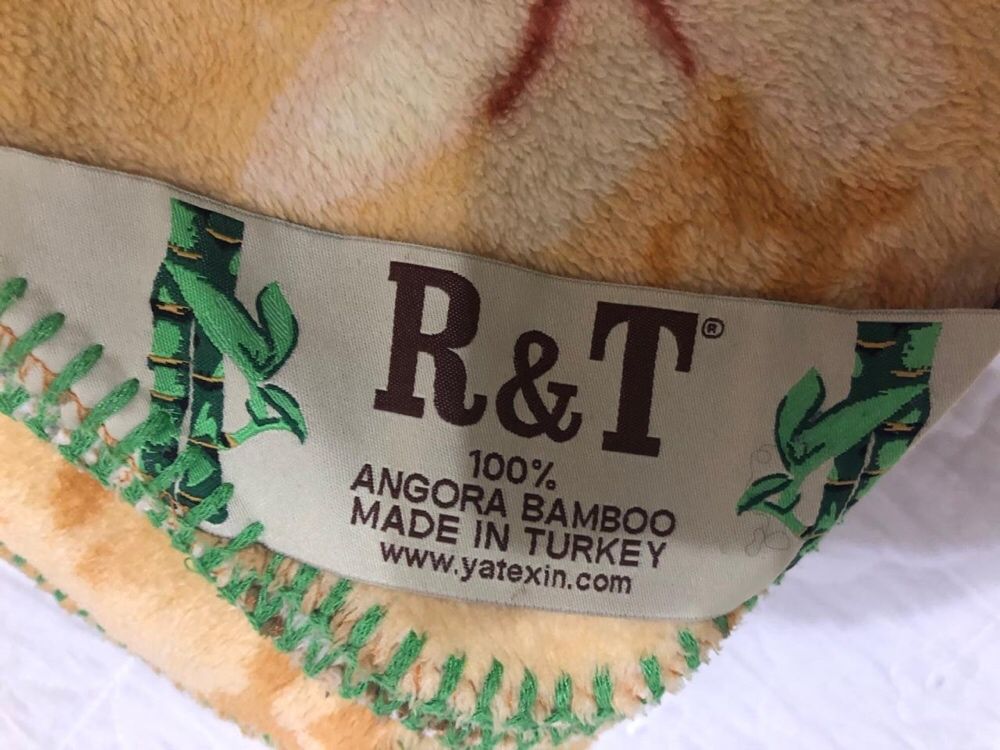 R&T®
100%
ANGORA BAMBOO
MADE IN TURKEY
www.yatexin.com